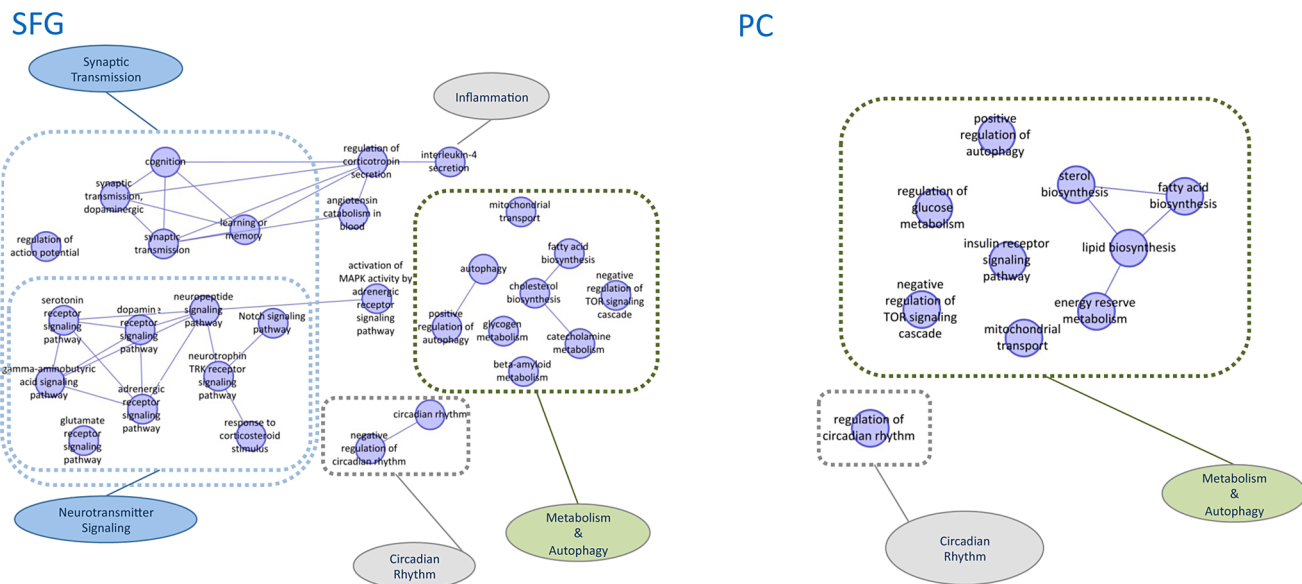 SFG
Synaptic
Transmission
Inflammation
cognition
regulation of
corticotropin
secretion
interleukin-4
secretion
synaptic
transmission,
dopaminergic
angiotensin
catabolism in
blood
learning or
memory
synaptic
transmission
regulation of
action potential
mitochondrial
transport
fatty acid
biosynthesis
autophagy
cholesterol
biosynthesis
negative
regulation of
TOR signaling
cascade
positive
regulation of
autophagy
glycogen
metabolism
catecholamine
metabolism
beta-amyloid
metabolism
activation of
MAPK activity by
adrenergic
receptor
signaling
pathway
serotonin
receptor
signaling
pathway
dopamine
receptor
signaling
pathway
neuropeptide
signaling
pathway
Notch signaling
pathway
neurotrophin
TRK receptor
signaling
pathway
gamma-aminobutyric
acid signaling
pathway
adrenergic
receptor
signaling
pathway
glutamate
receptor
signaling
pathway
response to
corticosteroid
stimulus
circadian rhythm
negative
regulation of
circadian rhythm
Neurotransmitter
Signaling
Circadian
Rhythm
Metabolism
&
Autophagy
PC
positive
regulation of
autophagy
sterol
biosynthesis
fatty acid
biosynthesis
regulation of
glucose
metabolism
insulin receptor
signaling
pathway
lipid biosynthesis
negative
regulation of
TOR signaling
cascade
energy reserve
metabolism
mitochondrial
transport
regulation of
circadian rhythm
Metabolism
&
Autophagy
Circadian
Rhythm